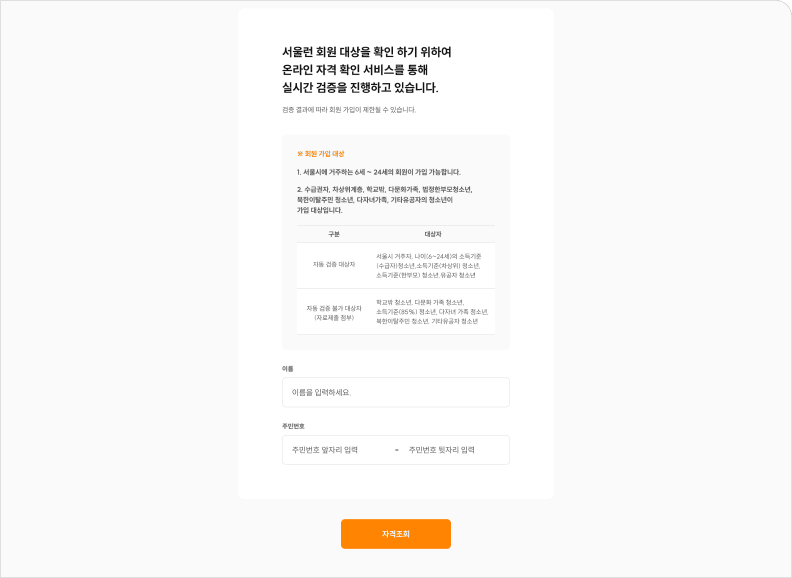 서울런 회원 대상을 확인 하기 위하여
온라인 자격 확인 서비스를 통해
실시간 검증을 진행하고 있습니다.
검증 결과에 따라 회원 가입이 제한될 수 있습니다.
※ 회원 가입 대상
1. 서울시에 거주하는 6세 ~ 24세의 회원이 가입 가능합니다.
2. 수급권자, 차상위계층, 학교밖, 다문화가족, 법정한부모청소년,
북한이탈주민 청소년, 다자녀가족, 기타유공자의 청소년이
가입 대상입니다.
구분 대상자
자동 검증 대상자
서울시 거주자, 나이(6~24세)의 소득기준
(수급자)청소년,소득기준(차상위) 청소년,
소득기준(한부모) 청소년,유공자 청소년
자동 검증 불가 대상자
(자료제출 첨부)
학교밖 청소년, 다문화 가족 청소년,
소득기준(85%) 청소년, 다자녀 가족 청소년,
북한이탈주민 청소년, 기타유공자 청소년
이름
이름을 입력하세요.
주민번호
주민번호 앞자리 입력 - 주민번호 뒷자리 입력
자격조회